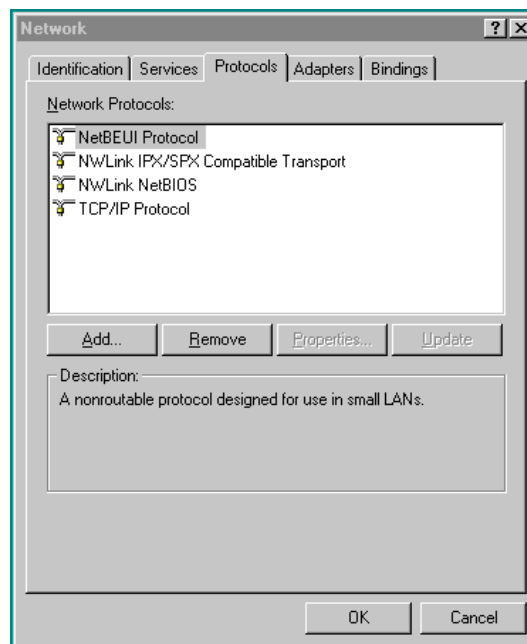 Network
Identification Services Protocols Adapters Bindings
Network Protocols:
NetBEUI Protocol
NWLink IPX/SPX Compatible Transport
NWLink NetBIOS
TCP/IP Protocol
Add... Remove Properties... Update
Description:
A nonroutable protocol designed for use in small LANs.
OK Cancel